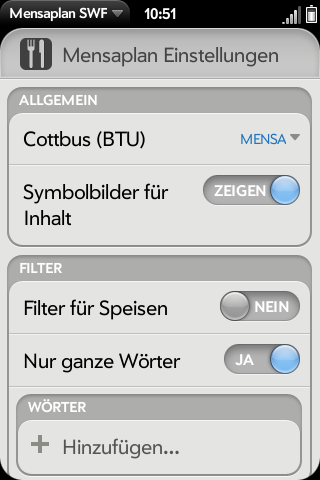 Mensaplan SWF 10:51
Mensaplan Einstellungen
ALLGEMEIN
Cottbus (BTU) MENSA
Symbolbilder für ZEIGEN
Inhalt
FILTER
Filter für Speisen NEIN
Nur ganze Wörter JA
WÖRTER
+ Hinzufügen...